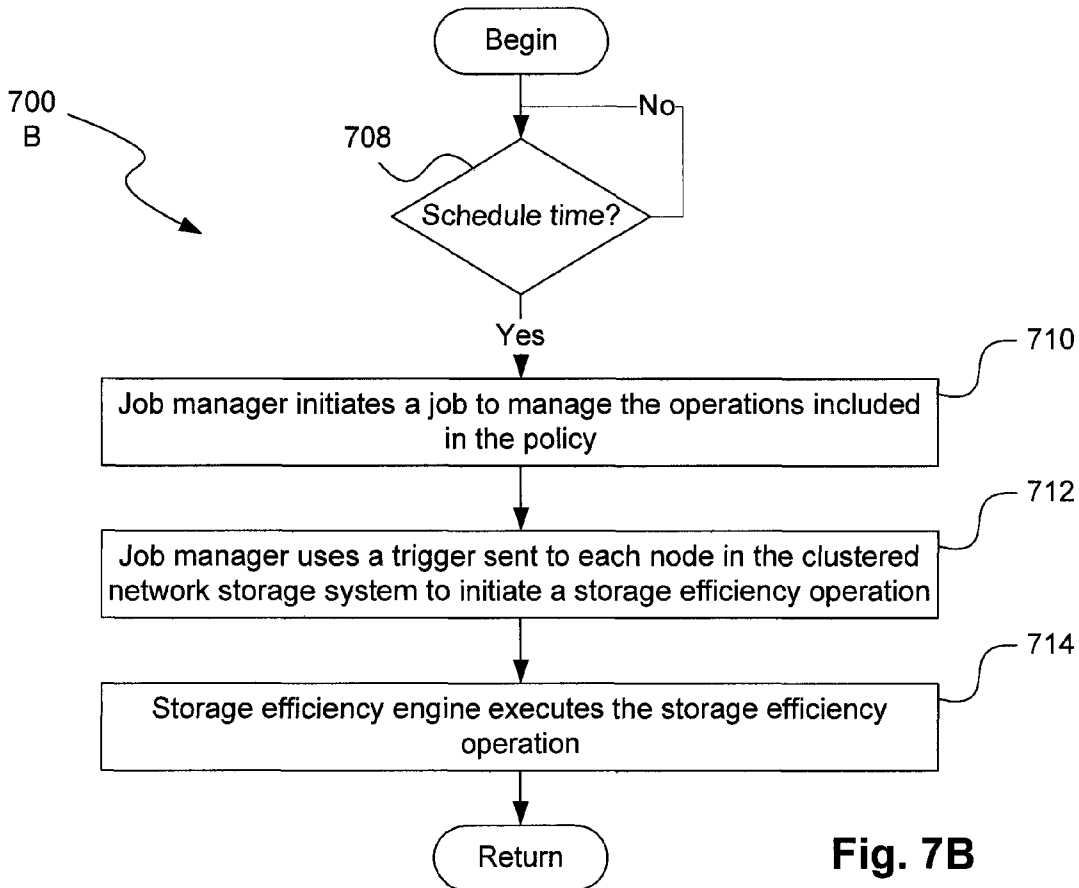 Begin
700
B
No
708
Schedule time?
Yes
710
Job manager initiates a job to manage the operations included
in the policy
712
Job manager uses a trigger sent to each node in the clustered
network storage system to initiate a storage efficiency operation
714
Storage efficiency engine executes the storage efficiency
operation
Return
Fig. 7B